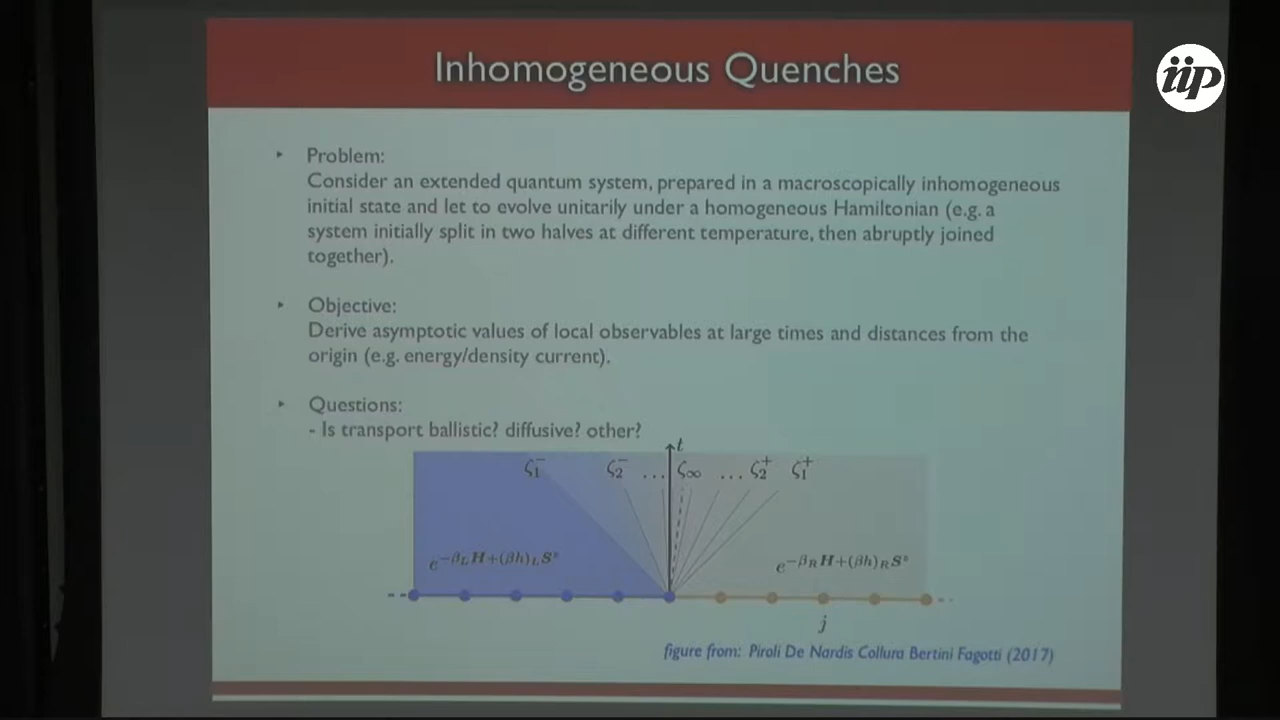 Inhomogeneous Quenches
iip
‣ Problem:
Consider an extended quantum system, prepared in a macroscopically inhomogeneous
initial state and let to evolve unitarily under a homogeneous Hamiltonian (e.g. a
system initially split in two halves at different temperature, then abruptly joined
together).
‣ Objective:
Derive asymptotic values of local observables at large times and distances from the
origin (e.g. energy/density current).
‣ Questions:
- Is transport ballistic? diffusive? other?
t
ζ₁⁻ ζ₂⁻ ... ζ∞ ... ζ₂⁺ ζ₁⁺
e^{-β_L H+(βh)_L S^z} e^{-β_R H+(βh)_R S^z}
j
figure from: Piroli De Nardis Collura Bertini Fagotti (2017)